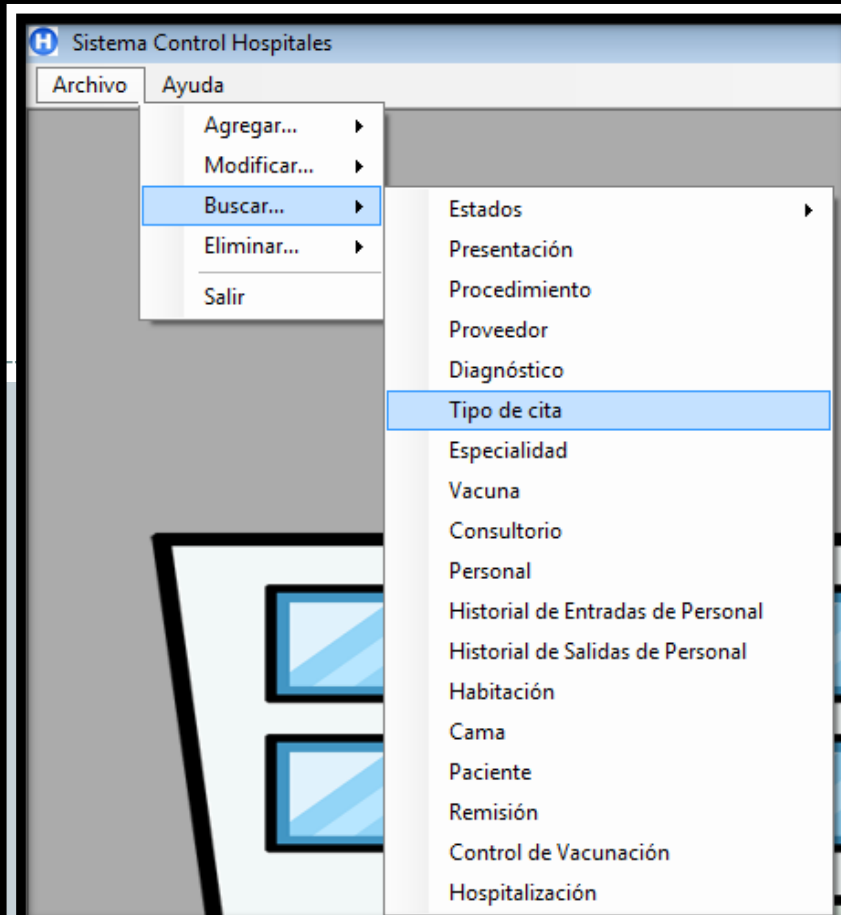 H Sistema Control Hospitales
Archivo Ayuda
Agregar...
Modificar...
Buscar...
Eliminar...
Salir
Estados
Presentación
Procedimiento
Proveedor
Diagnóstico
Tipo de cita
Especialidad
Vacuna
Consultorio
Personal
Historial de Entradas de Personal
Historial de Salidas de Personal
Habitación
Cama
Paciente
Remisión
Control de Vacunación
Hospitalización